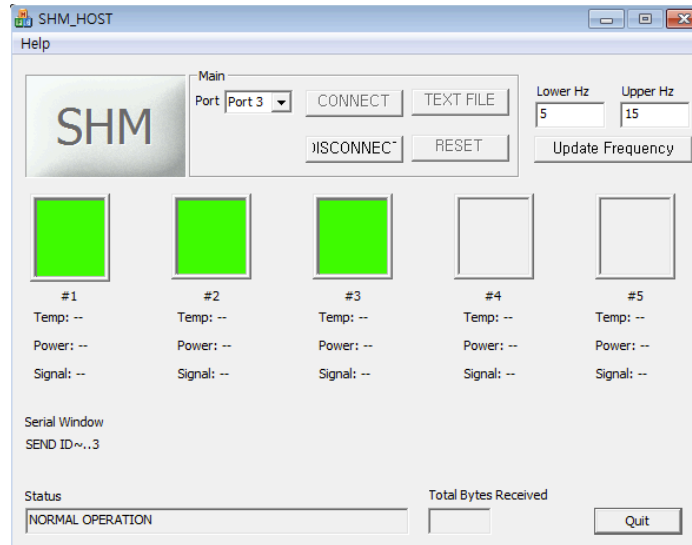 SHM_HOST
Help
SHM
Main
Port Port 3 CONNECT TEXT FILE
Lower Hz Upper Hz
5 15
)ISCONNEC RESET
Update Frequency
#1 #2 #3 #4 #5
Temp: -- Temp: -- Temp: -- Temp: -- Temp: --
Power: -- Power: -- Power: -- Power: -- Power: --
Signal: -- Signal: -- Signal: -- Signal: -- Signal: --
Serial Window
SEND ID~..3
Status Total Bytes Received
NORMAL OPERATION
Quit